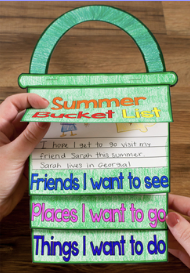 Summer
Bucket List
I hope I get to go visit my
friend Sarah this summer
Sarah lives in Georgia!
Friends I want to see
Places I want to go
Things I want to do